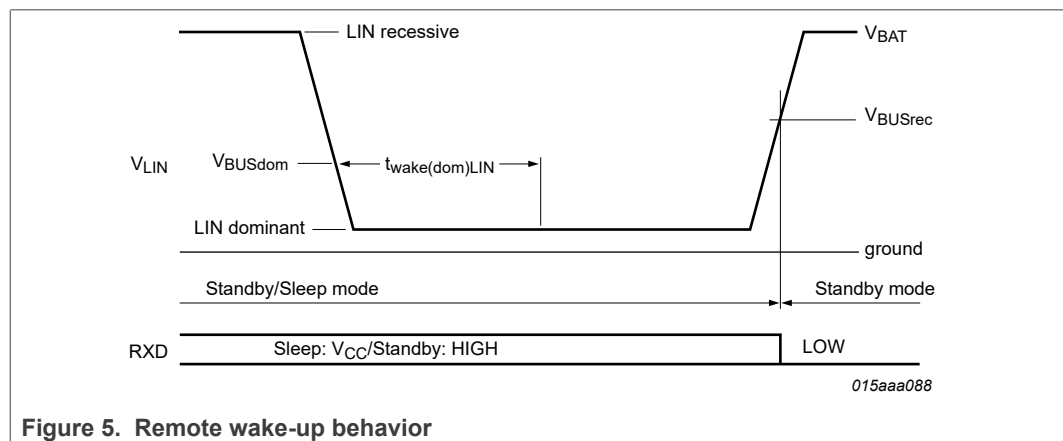 LIN recessive
VBAT
VBUSrec
VLIN
VBUSdom
twake(dom)LIN
LIN dominant
ground
Standby/Sleep mode
Standby mode
RXD
Sleep: VCC/Standby: HIGH
LOW
015aaa088
Figure 5. Remote wake-up behavior